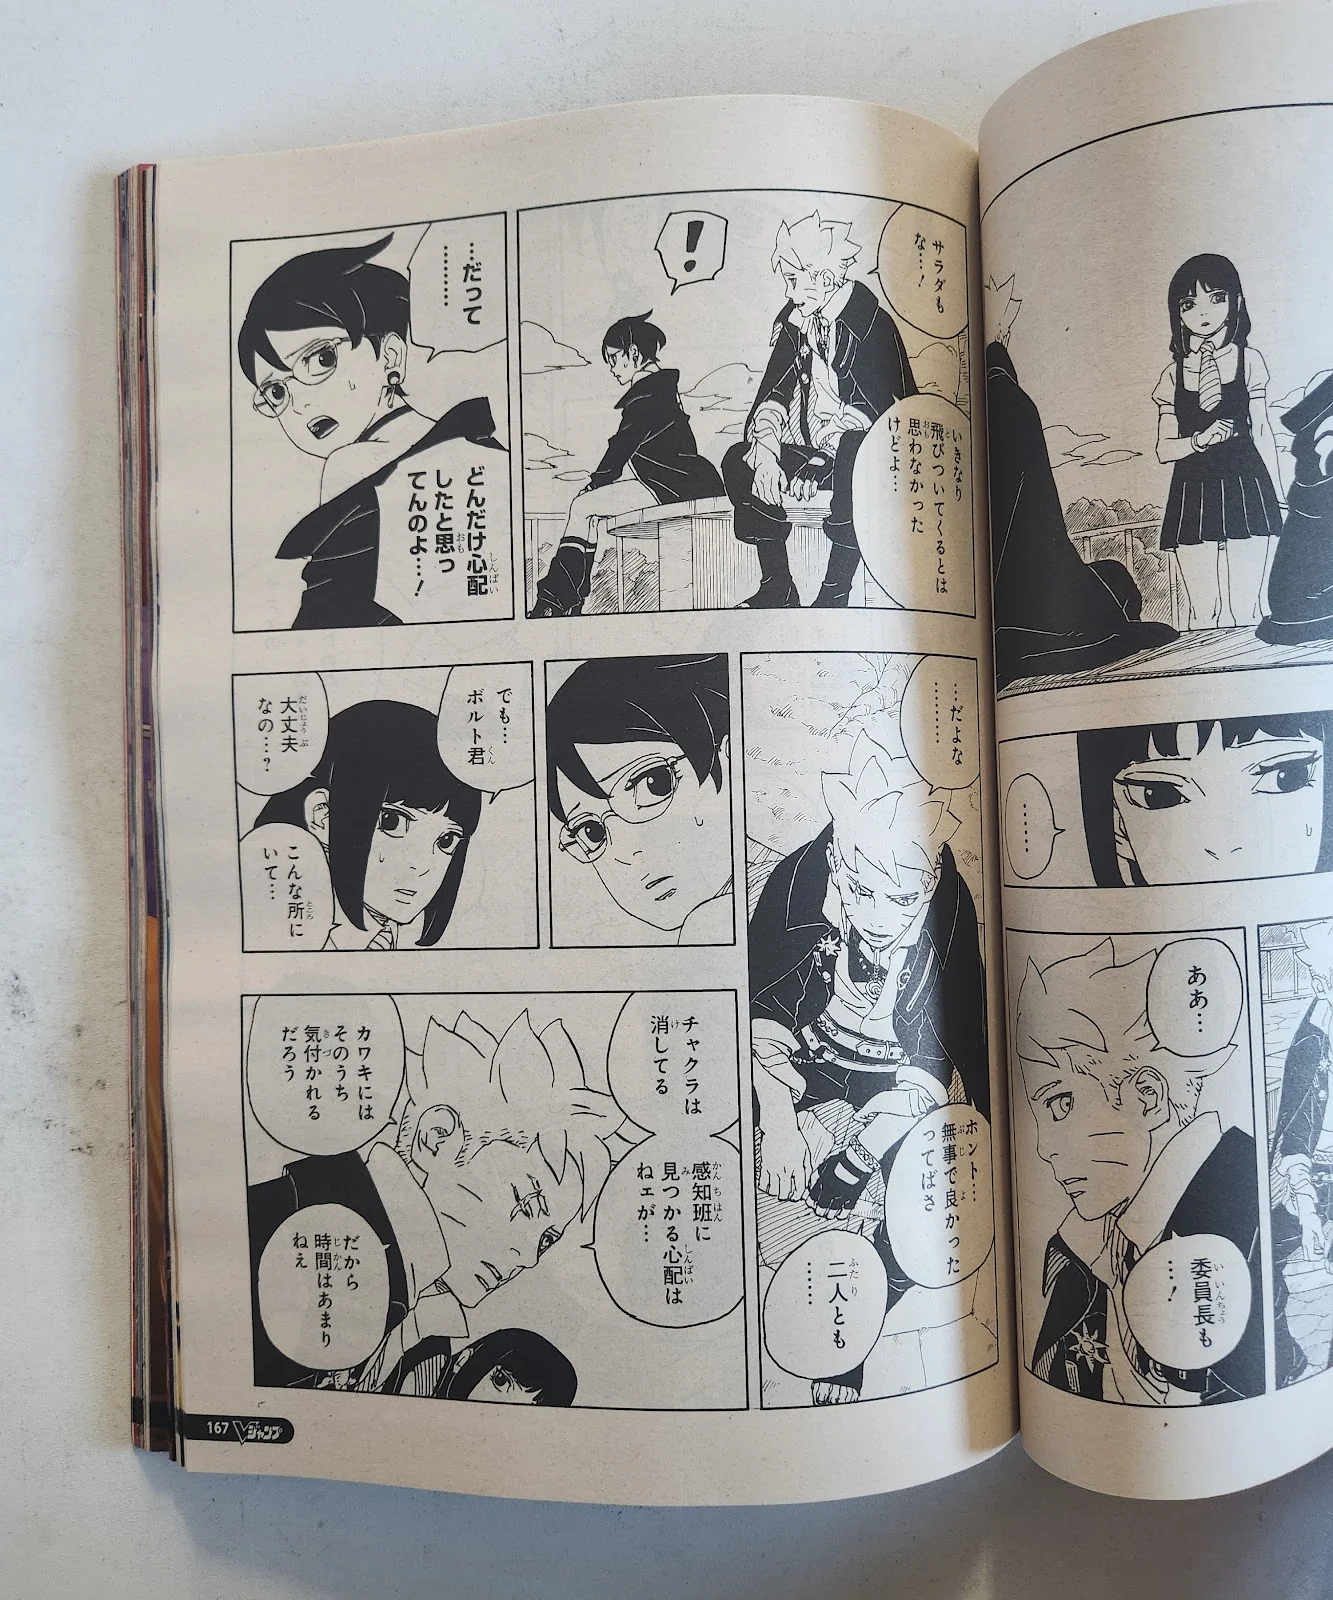 ……
ああ…
委員長も
…！
サラダも
な…！
いきなり
飛びついてくるとは
思わなかった
けどよ…
！
…だって
………
どんだけ心配
したと思っ
てんのよ…！
…だよな
………
ホント…
無事で良かった
ってばさ
二人とも
……
でも…
ボルト君
大丈夫
なの…？
こんな所に
いて…
チャクラは
消してる
感知班に
見つかる心配は
ねェが…
カワキには
そのうち
気付かれる
だろう
だから
時間はあまり
ねぇ
167 Vジャンプ